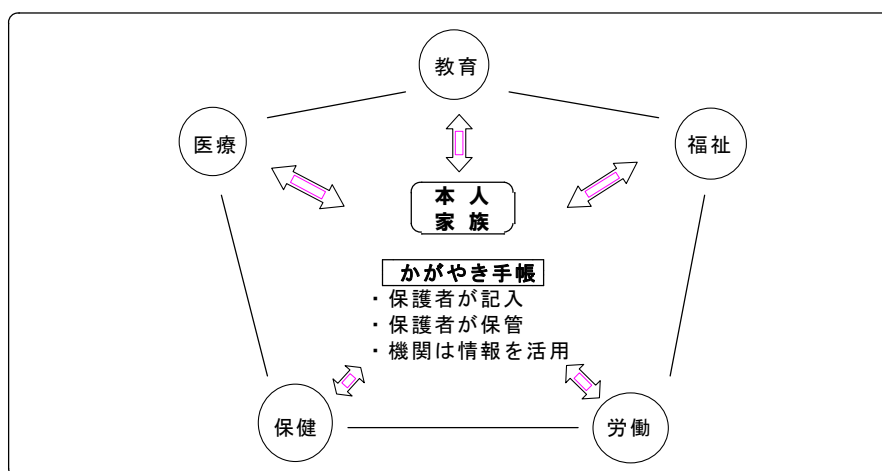 教育
医療
福祉
本人
家族
かがやき手帳
・保護者が記入
・保護者が保管
・機関は情報を活用
保健
労働